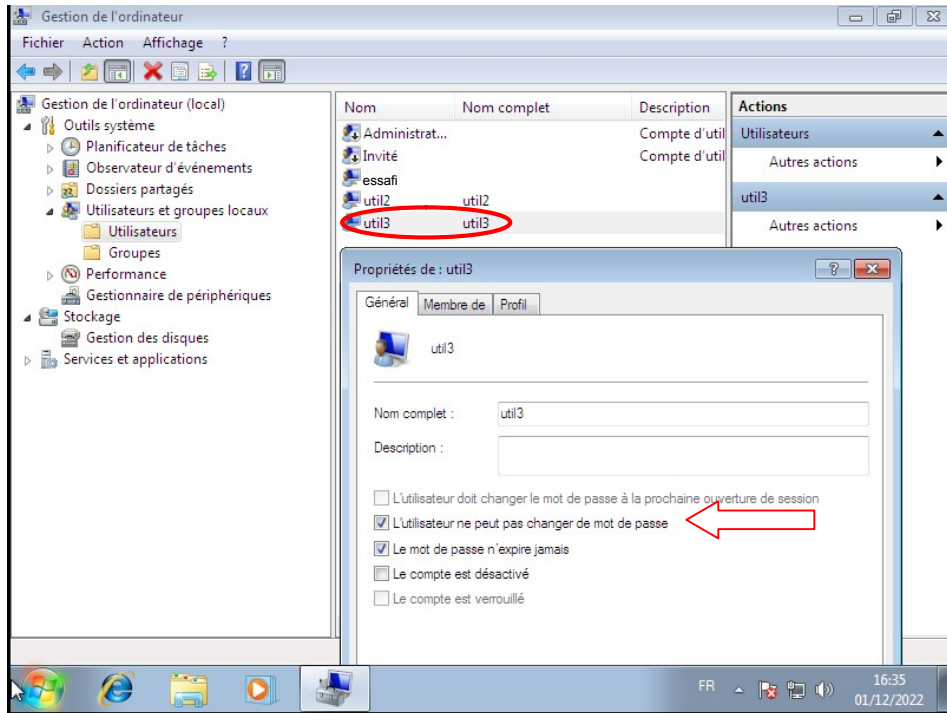 Gestion de l'ordinateur
Fichier Action Affichage ?
Gestion de l'ordinateur (local)
Outils système
Planificateur de tâches
Observateur d'événements
Dossiers partagés
Utilisateurs et groupes locaux
Utilisateurs
Groupes
Performance
Gestionnaire de périphériques
Stockage
Gestion des disques
Services et applications
Nom Nom complet Description
Administrat... Compte d'util
Invité Compte d'util
essafi
util2 util2
util3 util3
Actions
Utilisateurs
Autres actions
util3
Autres actions
Propriétés de : util3
Général Membre de Profil
util3
Nom complet : util3
Description :
L'utilisateur doit changer le mot de passe à la prochaine ouverture de session
L'utilisateur ne peut pas changer de mot de passe
Le mot de passe n'expire jamais
Le compte est désactivé
Le compte est verrouillé
FR 16:35
01/12/2022